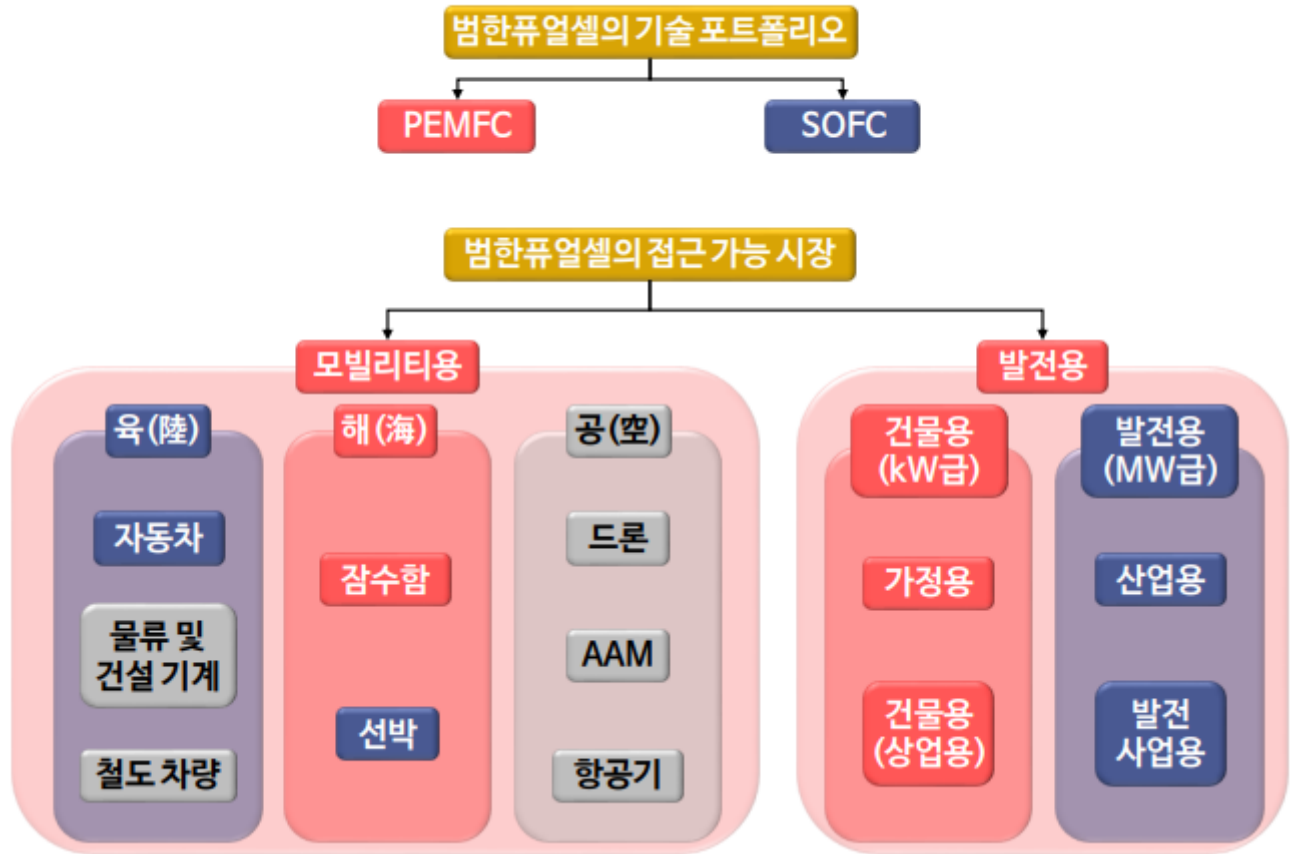 범한퓨얼셀의 기술 포트폴리오
PEMFC
SOFC
범한퓨얼셀의 접근 가능 시장
모빌리티용
발전용
육(陸)
해(海)
공(空)
건물용
(kW급)
발전용
(MW급)
자동차
드론
잠수함
가정용
산업용
물류 및
건설 기계
AAM
선박
건물용
(상업용)
발전
사업용
철도 차량
항공기